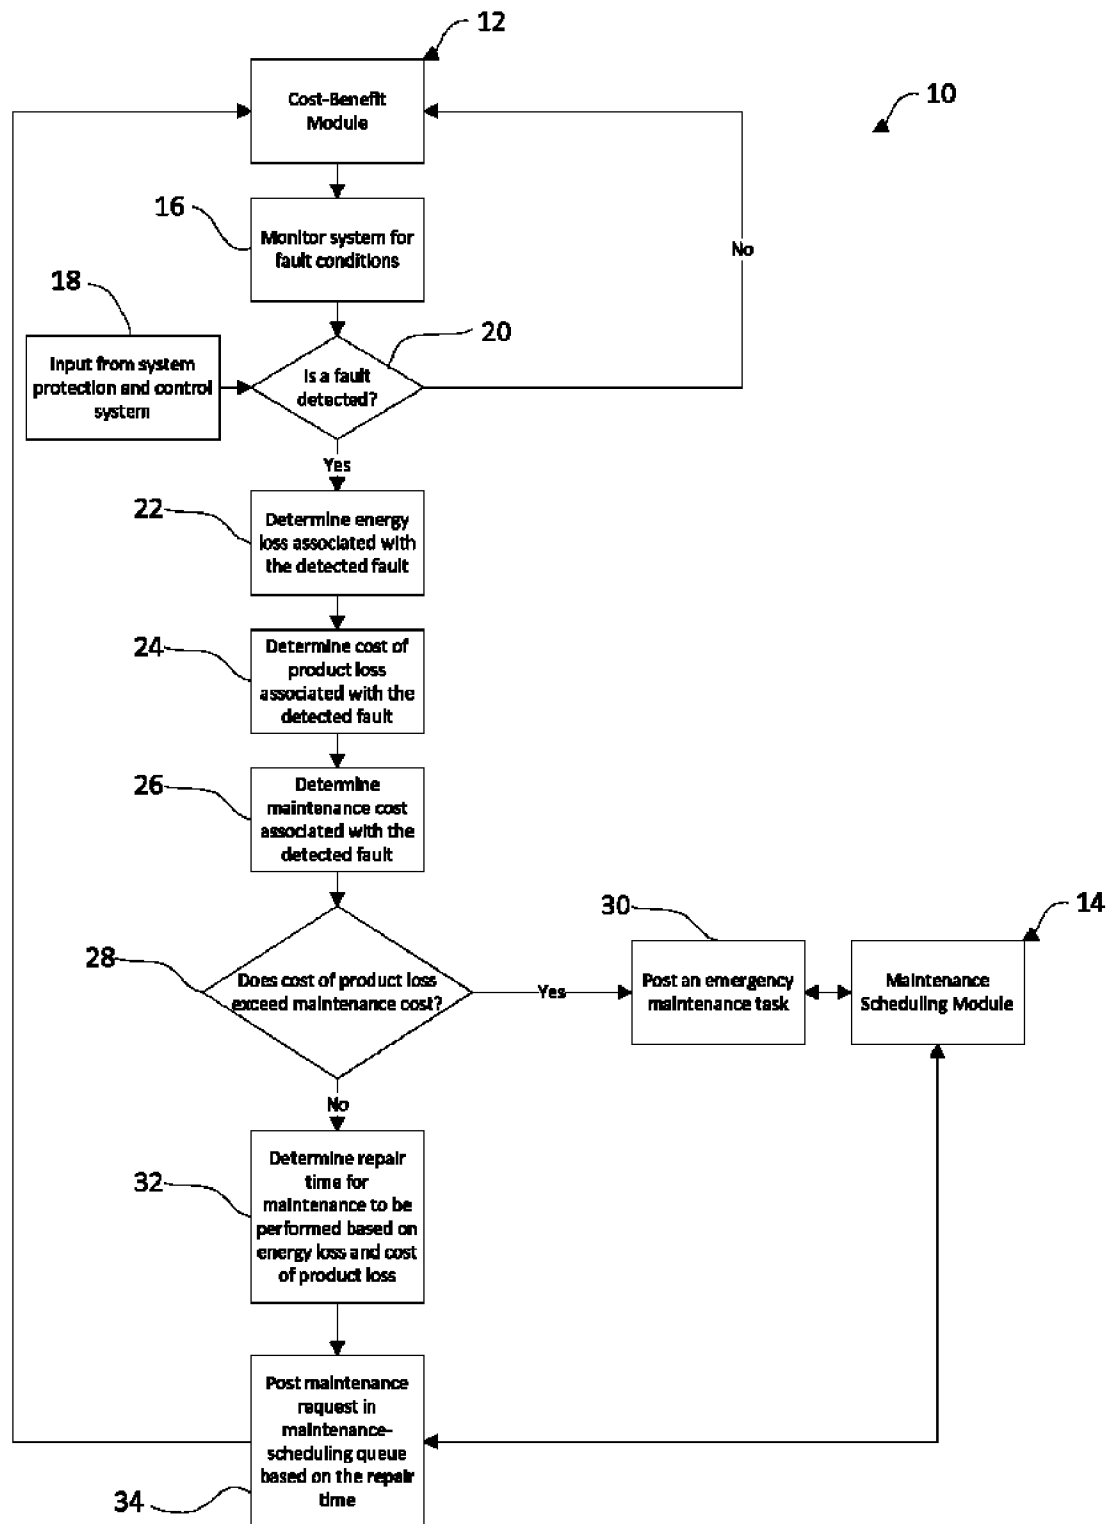 12
Cost-Benefit
Module
10
16
Monitor system for
fault conditions
No
18
Input from system
protection and control
system
20
Is a fault
detected?
Yes
22
Determine energy
loss associated with
the detected fault
24
Determine cost of
product loss
associated with the
detected fault
26
Determine
maintenance cost
associated with the
detected fault
28
Does cost of product loss
exceed maintenance cost?
Yes
30
Post an emergency
maintenance task
14
Maintenance
Scheduling Module
No
32
Determine repair
time for
maintenance to be
performed based on
energy loss and cost
of product loss
34
Post maintenance
request in
maintenance-
scheduling queue
based on the repair
time